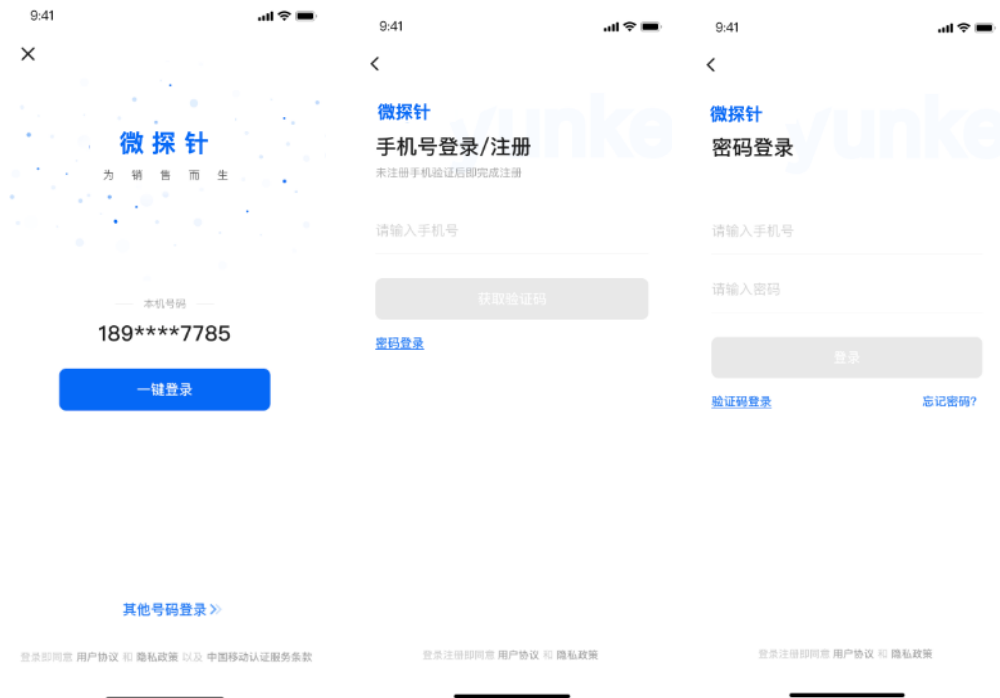 9:41
微探针
为销售而生
本机号码
189****7785
一键登录
其他号码登录
登录即同意 用户协议 和 隐私政策 以及 中国移动认证服务条款
9:41
yunke
微探针
手机号登录/注册
未注册手机验证后即完成注册
请输入手机号
获取验证码
密码登录
登录注册即同意 用户协议 和 隐私政策
9:41
yunke
微探针
密码登录
请输入手机号
请输入密码
登录
验证码登录
忘记密码?
登录注册即同意 用户协议 和 隐私政策